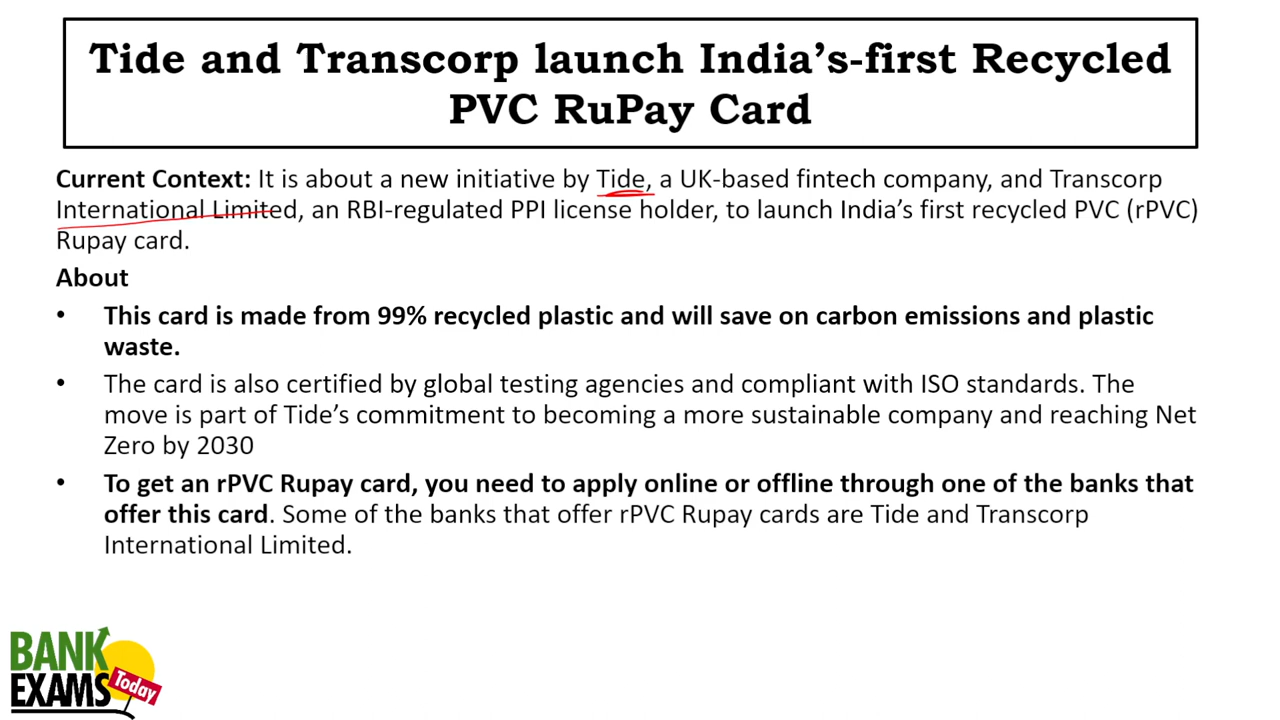 Tide and Transcorp launch India’s-first Recycled
PVC RuPay Card
Current Context: It is about a new initiative by Tide, a UK-based fintech company, and Transcorp
International Limited, an RBI-regulated PPI license holder, to launch India’s first recycled PVC (rPVC)
Rupay card.
About
• This card is made from 99% recycled plastic and will save on carbon emissions and plastic
waste.
• The card is also certified by global testing agencies and compliant with ISO standards. The
move is part of Tide’s commitment to becoming a more sustainable company and reaching Net
Zero by 2030
• To get an rPVC Rupay card, you need to apply online or offline through one of the banks that
offer this card. Some of the banks that offer rPVC Rupay cards are Tide and Transcorp
International Limited.
BANK
EXAMS
Today